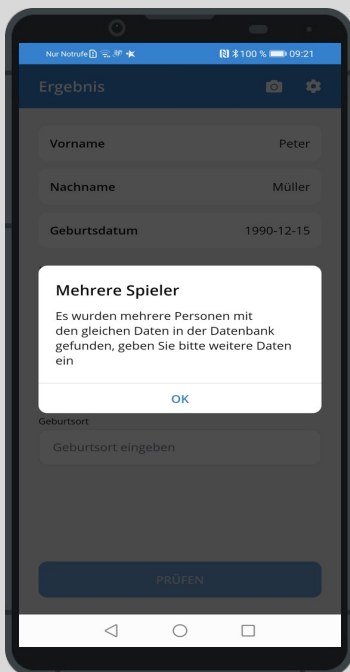 Nur Notrufe 100 % 09:21
Ergebnis
Vorname Peter
Nachname Müller
Geburtsdatum 1990-12-15
Mehrere Spieler
Es wurden mehrere Personen mit
den gleichen Daten in der Datenbank
gefunden, geben Sie bitte weitere Daten
ein
OK
Geburtsort
Geburtsort eingeben
PRÜFEN